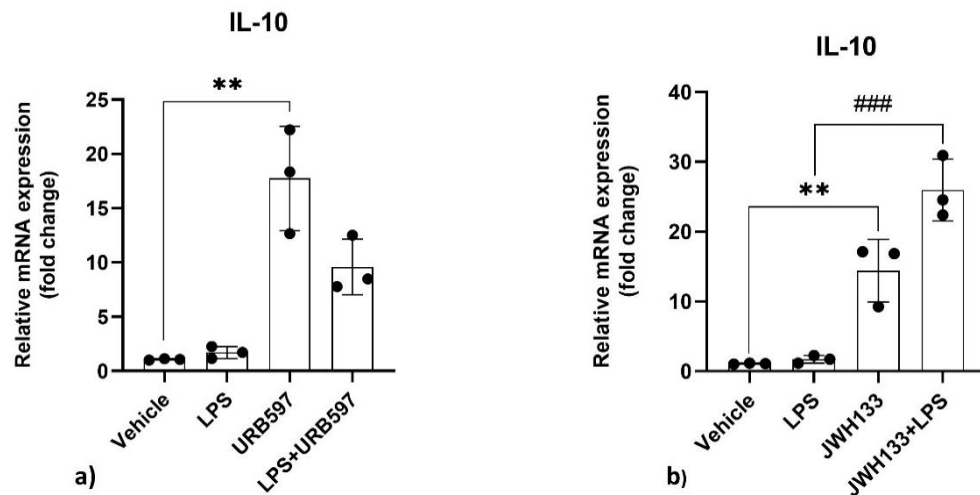 IL-10
Relative mRNA expression
(fold change)
25
20
15
10
5
0
**
Vehicle
LPS
URB597
LPS+URB597
a)
IL-10
Relative mRNA expression
(fold change)
40
30
20
10
0
###
**
Vehicle
LPS
JWH133
JWH133+LPS
b)